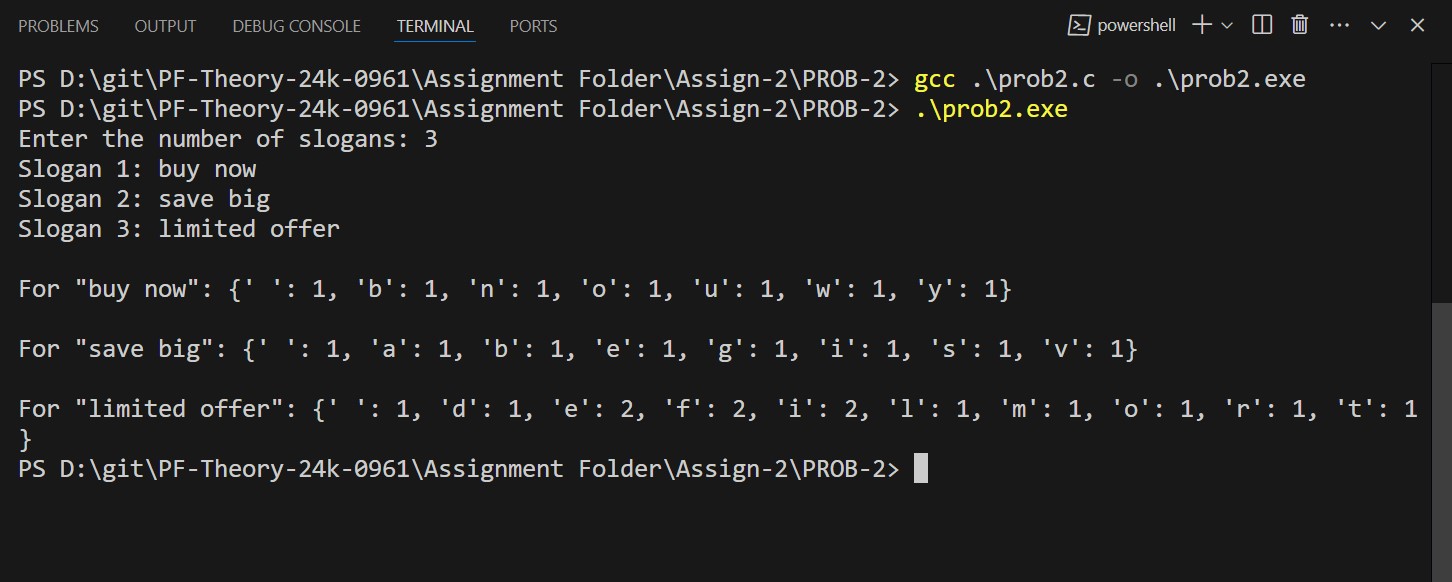 PROBLEMS OUTPUT DEBUG CONSOLE TERMINAL PORTS powershell
PS D:\git\PF-Theory-24k-0961\Assignment Folder\Assign-2\PROB-2> gcc .\prob2.c -o .\prob2.exe
PS D:\git\PF-Theory-24k-0961\Assignment Folder\Assign-2\PROB-2> .\prob2.exe
Enter the number of slogans: 3
Slogan 1: buy now
Slogan 2: save big
Slogan 3: limited offer
For "buy now": {' ': 1, 'b': 1, 'n': 1, 'o': 1, 'u': 1, 'w': 1, 'y': 1}
For "save big": {' ': 1, 'a': 1, 'b': 1, 'e': 1, 'g': 1, 'i': 1, 's': 1, 'v': 1}
For "limited offer": {' ': 1, 'd': 1, 'e': 2, 'f': 2, 'i': 2, 'l': 1, 'm': 1, 'o': 1, 'r': 1, 't': 1
}
PS D:\git\PF-Theory-24k-0961\Assignment Folder\Assign-2\PROB-2>